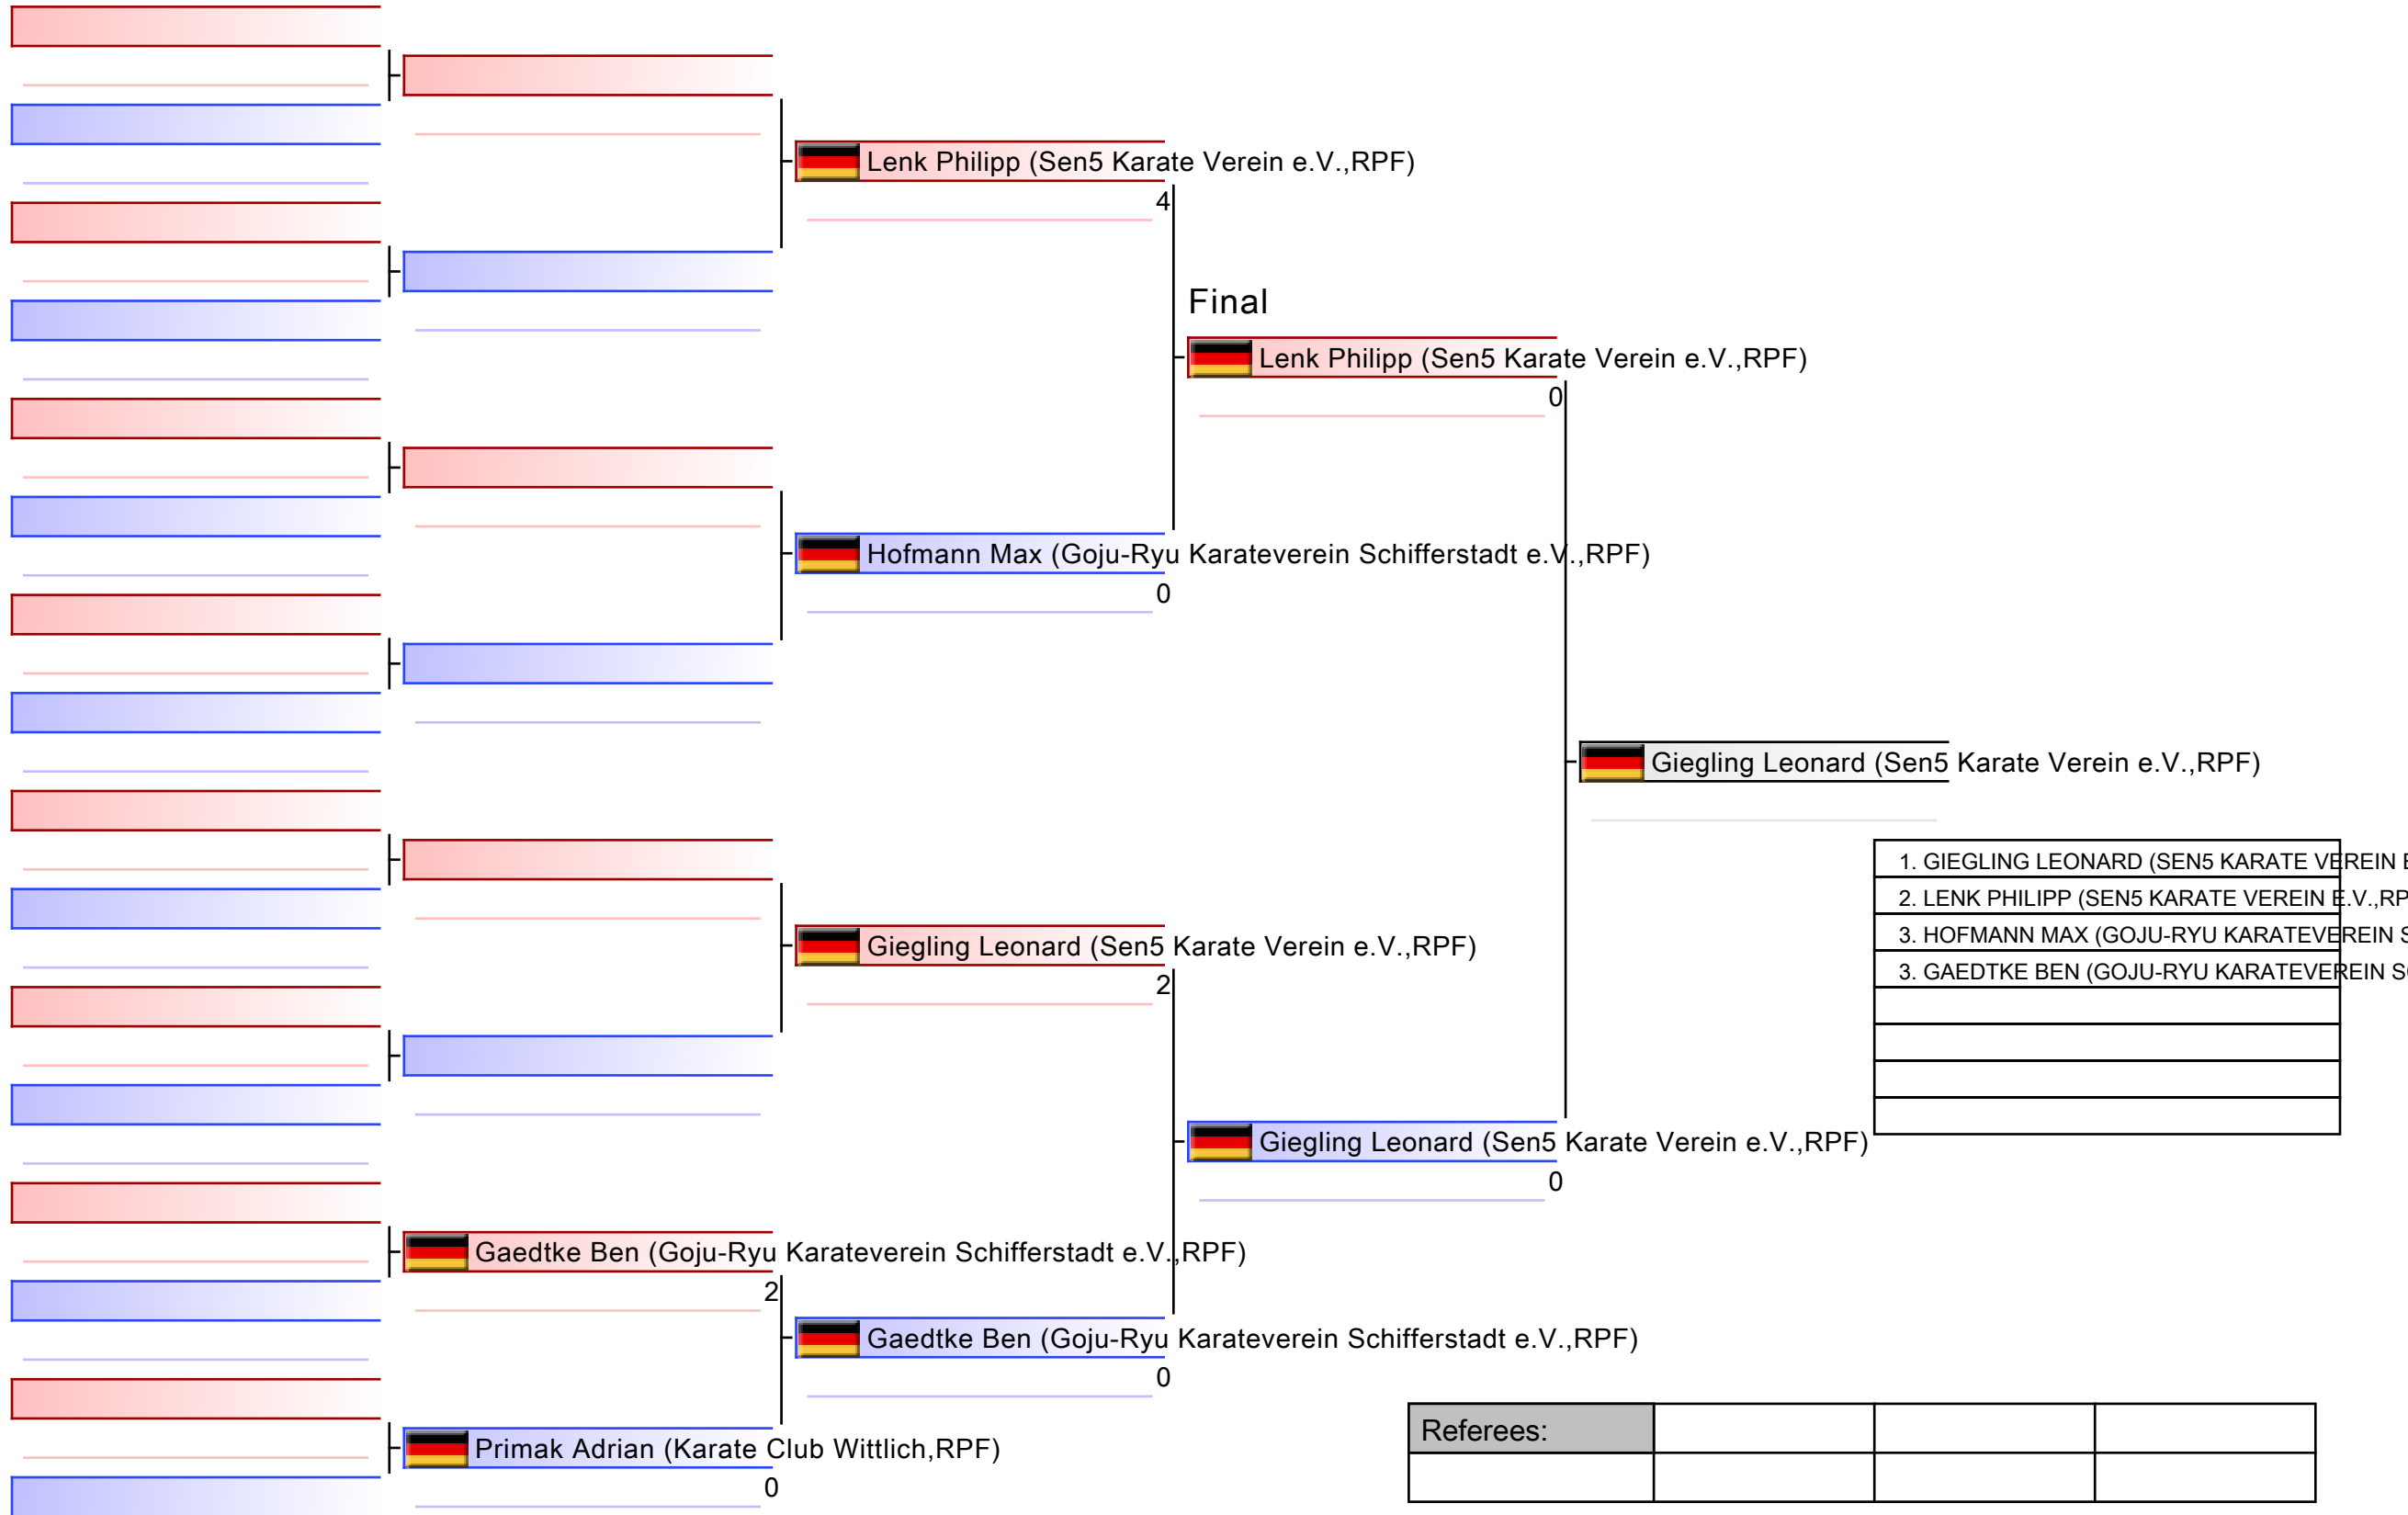 Lenk Philipp (Sen5 Karate Verein e.V.,RPF)
4
Final
Lenk Philipp (Sen5 Karate Verein e.V.,RPF)
0
Hofmann Max (Goju-Ryu Karateverein Schifferstadt e.V.,RPF)
0
Giegling Leonard (Sen5 Karate Verein e.V.,RPF)
1. GIEGLING LEONARD (SEN5 KARATE VEREIN E
2. LENK PHILIPP (SEN5 KARATE VEREIN E.V.,RP
3. HOFMANN MAX (GOJU-RYU KARATEVEREIN S
3. GAEDTKE BEN (GOJU-RYU KARATEVEREIN SC
Giegling Leonard (Sen5 Karate Verein e.V.,RPF)
2
Giegling Leonard (Sen5 Karate Verein e.V.,RPF)
0
Gaedtke Ben (Goju-Ryu Karateverein Schifferstadt e.V.,RPF)
2
Gaedtke Ben (Goju-Ryu Karateverein Schifferstadt e.V.,RPF)
0
Primak Adrian (Karate Club Wittlich,RPF)
0
Referees: